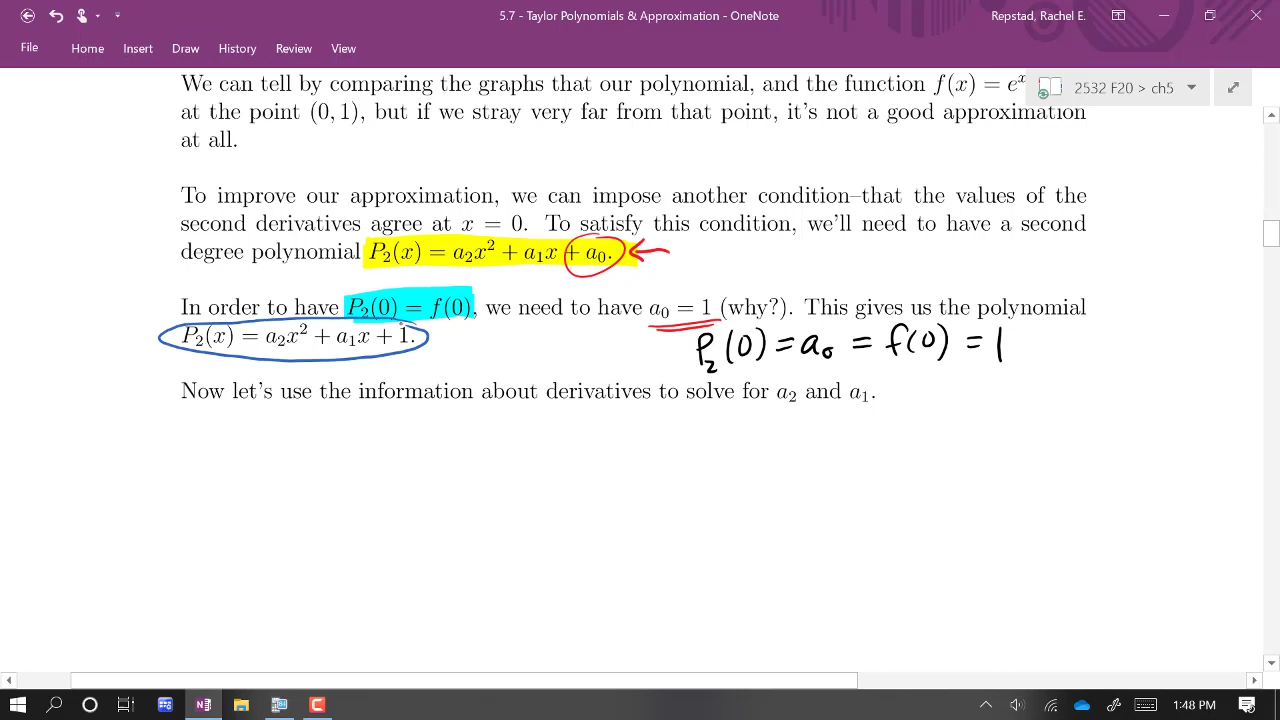 5.7 - Taylor Polynomials & Approximation - OneNote
Repstad, Rachel E.
File Home Insert Draw History Review View
2532 F20 > ch5
We can tell by comparing the graphs that our polynomial, and the function f(x) = eˣ
at the point (0, 1), but if we stray very far from that point, it's not a good approximation
at all.
To improve our approximation, we can impose another condition–that the values of the
second derivatives agree at x = 0. To satisfy this condition, we'll need to have a second
degree polynomial P₂(x) = a₂x² + a₁x + a₀.
In order to have P₂(0) = f(0), we need to have a₀ = 1 (why?). This gives us the polynomial
P₂(x) = a₂x² + a₁x + 1.
P₂(0) = a₀ = f(0) = 1
Now let's use the information about derivatives to solve for a₂ and a₁.
1:48 PM